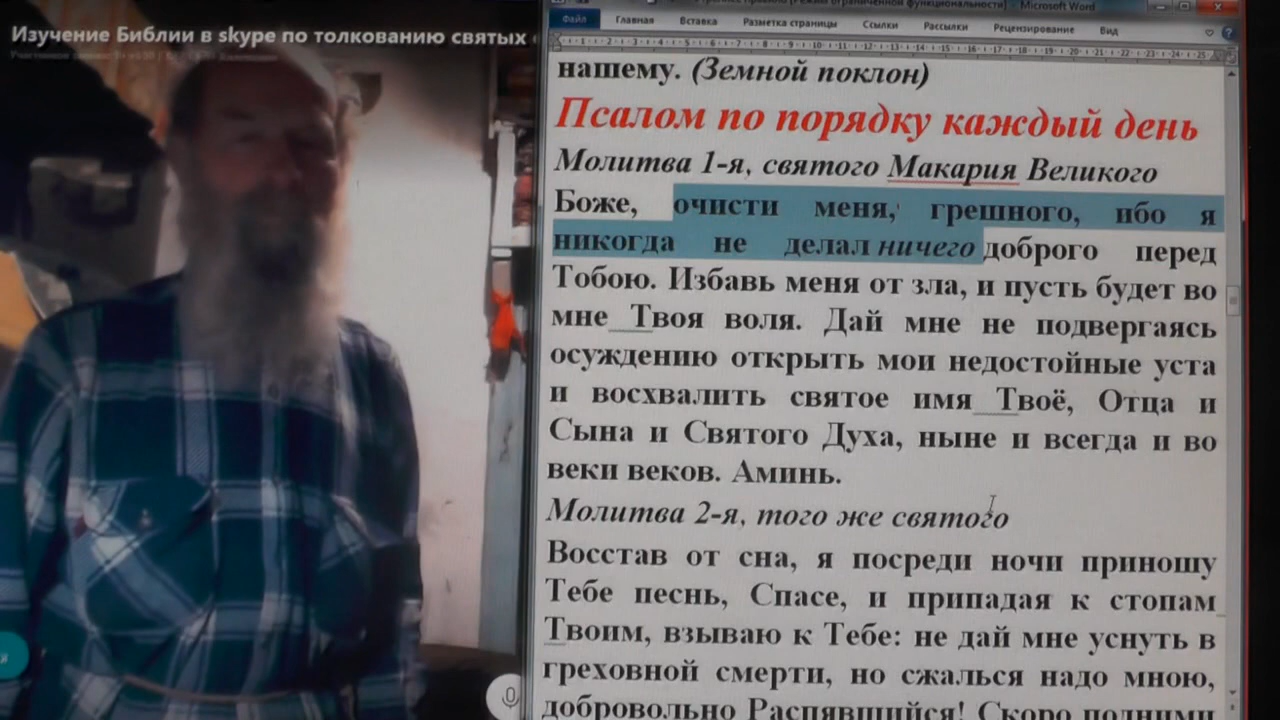 Изучение Библии в skype по толкованию святых
Microsoft Word
Файл Главная Вставка Разметка страницы Ссылки Рассылки Рецензирование Вид
нашему. (Земной поклон)
Псалом по порядку каждый день
Молитва 1-я, святого Макария Великого
Боже, очисти меня, грешного, ибо я
никогда не делал ничего доброго перед
Тобою. Избавь меня от зла, и пусть будет во
мне Твоя воля. Дай мне не подвергаясь
осуждению открыть мои недостойные уста
и восхвалить святое имя Твоё, Отца и
Сына и Святого Духа, ныне и всегда и во
веки веков. Аминь.
Молитва 2-я, того же святого
Восстав от сна, я посреди ночи приношу
Тебе песнь, Спасе, и припадая к стопам
Твоим, взываю к Тебе: не дай мне уснуть в
греховной смерти, но сжалься надо мною,
добровольно Распявшийся! Скоро подними